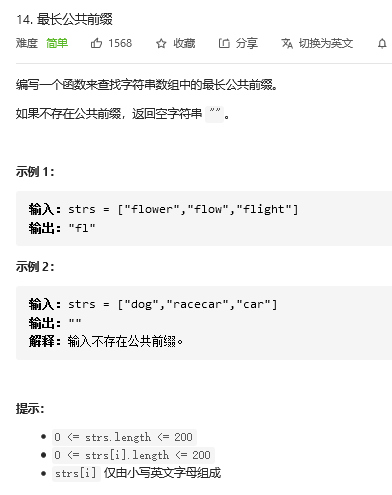 14. 最长公共前缀
难度 简单 1568 收藏 分享 切换为英文
编写一个函数来查找字符串数组中的最长公共前缀。
如果不存在公共前缀，返回空字符串 ""。
示例 1：
输入：strs = ["flower","flow","flight"]
输出："fl"
示例 2：
输入：strs = ["dog","racecar","car"]
输出：""
解释：输入不存在公共前缀。
提示：
0 <= strs.length <= 200
0 <= strs[i].length <= 200
strs[i] 仅由小写英文字母组成